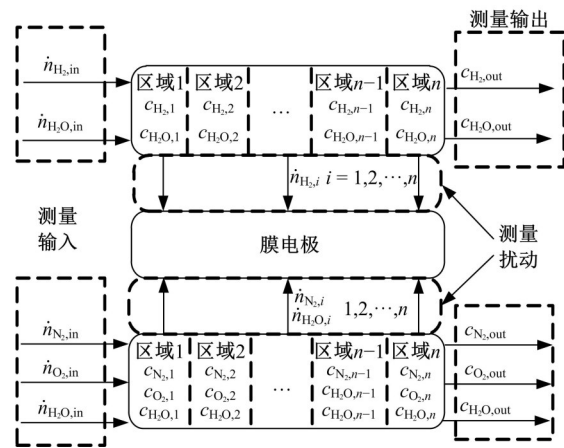 测量输出
ṅH₂,in
ṅH₂O,in
区域1 区域2 区域n−1 区域n
cH₂,1 cH₂,2 … cH₂,n−1 cH₂,n
cH₂O,1 cH₂O,2 cH₂O,n−1 cH₂O,n
cH₂,out
cH₂O,out
ṅH₂,i i = 1,2,⋯,n
测量
输入
膜电极
测量
扰动
ṅN₂,i
ṅH₂O,i 1,2,⋯,n
ṅN₂,in
ṅO₂,in
ṅH₂O,in
区域1 区域2 区域n−1 区域n
cN₂,1 cN₂,2 cN₂,n−1 cN₂,n
cO₂,1 cO₂,2 … cH₂O,n−1 cO₂,n
cH₂O,1 cH₂O,2 cH₂O,n−1 cH₂O,n
cN₂,out
cO₂,out
cH₂O,out